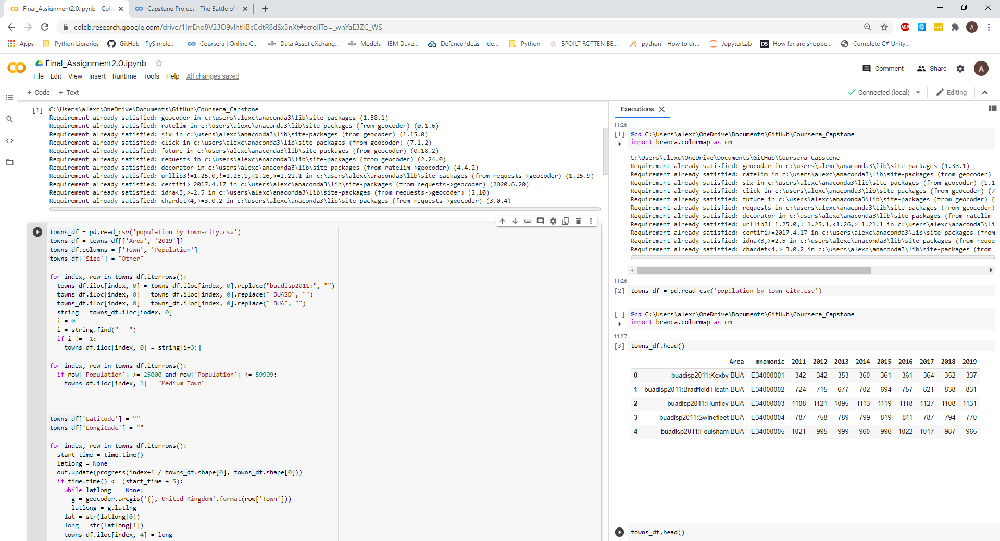 Final_Assignment2.0.ipynb - Cola
Capstone Project - The Battle of
colab.research.google.com/drive/1IrrEno8V23O9vIhtIIBcCdtR8dSx3nXt#scrollTo=_wnYaE3ZC_WS
ABP
A
Apps
Python Libraries
GitHub - PySimple...
Coursera | Online C...
Data Asset eXchang...
Models – IBM Deve...
Defence Ideas - Ide...
Python
SPOILT ROTTEN BE...
python - How to dr...
JupyterLab
DS
How far are shoppe...
Complete C# Unity...
Final_Assignment2.0.ipynb
File Edit View Insert Runtime Tools Help All changes saved
Comment
Share
A
+ Code + Text
Connected (local)
Editing
[1]
C:\Users\alexc\OneDrive\Documents\GitHub\Coursera_Capstone
Requirement already satisfied: geocoder in c:\users\alexc\anaconda3\lib\site-packages (1.38.1)
Requirement already satisfied: ratelim in c:\users\alexc\anaconda3\lib\site-packages (from geocoder) (0.1.6)
Requirement already satisfied: six in c:\users\alexc\anaconda3\lib\site-packages (from geocoder) (1.15.0)
Requirement already satisfied: click in c:\users\alexc\anaconda3\lib\site-packages (from geocoder) (7.1.2)
Requirement already satisfied: future in c:\users\alexc\anaconda3\lib\site-packages (from geocoder) (0.18.2)
Requirement already satisfied: requests in c:\users\alexc\anaconda3\lib\site-packages (from geocoder) (2.24.0)
Requirement already satisfied: decorator in c:\users\alexc\anaconda3\lib\site-packages (from ratelim->geocoder) (4.4.2)
Requirement already satisfied: urllib3!=1.25.0,!=1.25.1,<1.26,>=1.21.1 in c:\users\alexc\anaconda3\lib\site-packages (from requests->geocoder) (1.25.9)
Requirement already satisfied: certifi>=2017.4.17 in c:\users\alexc\anaconda3\lib\site-packages (from requests->geocoder) (2020.6.20)
Requirement already satisfied: idna<3,>=2.5 in c:\users\alexc\anaconda3\lib\site-packages (from requests->geocoder) (2.10)
Requirement already satisfied: chardet<4,>=3.0.2 in c:\users\alexc\anaconda3\lib\site-packages (from requests->geocoder) (3.0.4)
towns_df = pd.read_csv('population by town-city.csv')
towns_df = towns_df[['Area', '2019']]
towns_df.columns = ['Town', 'Population']
towns_df['Size'] = "Other"
for index, row in towns_df.iterrows():
towns_df.iloc[index, 0] = towns_df.iloc[index, 0].replace("buadisp2011:", "")
towns_df.iloc[index, 0] = towns_df.iloc[index, 0].replace(" BUASD", "")
towns_df.iloc[index, 0] = towns_df.iloc[index, 0].replace(" BUA", "")
string = towns_df.iloc[index, 0]
i = 0
i = string.find(" - ")
if i != -1:
towns_df.iloc[index, 0] = string[i+3:]
for index, row in towns_df.iterrows():
if row['Population'] >= 25000 and row['Population'] <= 59999:
towns_df.iloc[index, 1] = "Medium Town"
towns_df['Latitude'] = ""
towns_df['Longitude'] = ""
for index, row in towns_df.iterrows():
start_time = time.time()
latlong = None
out.update(progress(index+1 / towns_df.shape[0], towns_df.shape[0]))
if time.time() <= (start_time + 5):
while latlong == None:
g = geocoder.arcgis('{}, United Kingdom'.format(row['Town']))
latlong = g.latlng
lat = str(latlong[0])
long = str(latlong[1])
towns_df.iloc[index, 4] = long
Executions
11:26
[1] %cd C:\Users\alexc\OneDrive\Documents\GitHub\Coursera_Capstone
import branca.colormap as cm
C:\Users\alexc\OneDrive\Documents\GitHub\Coursera_Capstone
Requirement already satisfied: geocoder in c:\users\alexc\anaconda3\lib\site-packages (1.38.1)
Requirement already satisfied: ratelim in c:\users\alexc\anaconda3\lib\site-packages (from geocoder)
Requirement already satisfied: six in c:\users\alexc\anaconda3\lib\site-packages (from geocoder) (1.1
Requirement already satisfied: click in c:\users\alexc\anaconda3\lib\site-packages (from geocoder) (7
Requirement already satisfied: future in c:\users\alexc\anaconda3\lib\site-packages (from geocoder) (
Requirement already satisfied: requests in c:\users\alexc\anaconda3\lib\site-packages (from geocoder)
Requirement already satisfied: decorator in c:\users\alexc\anaconda3\lib\site-packages (from ratelim-
Requirement already satisfied: urllib3!=1.25.0,!=1.25.1,<1.26,>=1.21.1 in c:\users\alexc\anaconda3\li
Requirement already satisfied: certifi>=2017.4.17 in c:\users\alexc\anaconda3\lib\site-packages (from
Requirement already satisfied: idna<3,>=2.5 in c:\users\alexc\anaconda3\lib\site-packages (from reque
Requirement already satisfied: chardet<4,>=3.0.2 in c:\users\alexc\anaconda3\lib\site-packages (from
11:26
[2] towns_df = pd.read_csv('population by town-city.csv')
[ ] %cd C:\Users\alexc\OneDrive\Documents\GitHub\Coursera_Capstone
import branca.colormap as cm
11:27
[3] towns_df.head()
Area mnemonic 2011 2012 2013 2014 2015 2016 2017 2018 2019
0 buadisp2011:Kexby BUA E34000001 342 342 353 360 361 361 364 352 337
1 buadisp2011:Bradfield Heath BUA E34000002 724 715 677 702 694 757 821 838 831
2 buadisp2011:Huntley BUA E34000003 1108 1121 1095 1113 1119 1118 1127 1108 1131
3 buadisp2011:Swinefleet BUA E34000004 787 758 789 799 819 811 787 794 770
4 buadisp2011:Foulsham BUA E34000005 1021 995 999 960 996 1022 1017 987 965
towns_df.head()